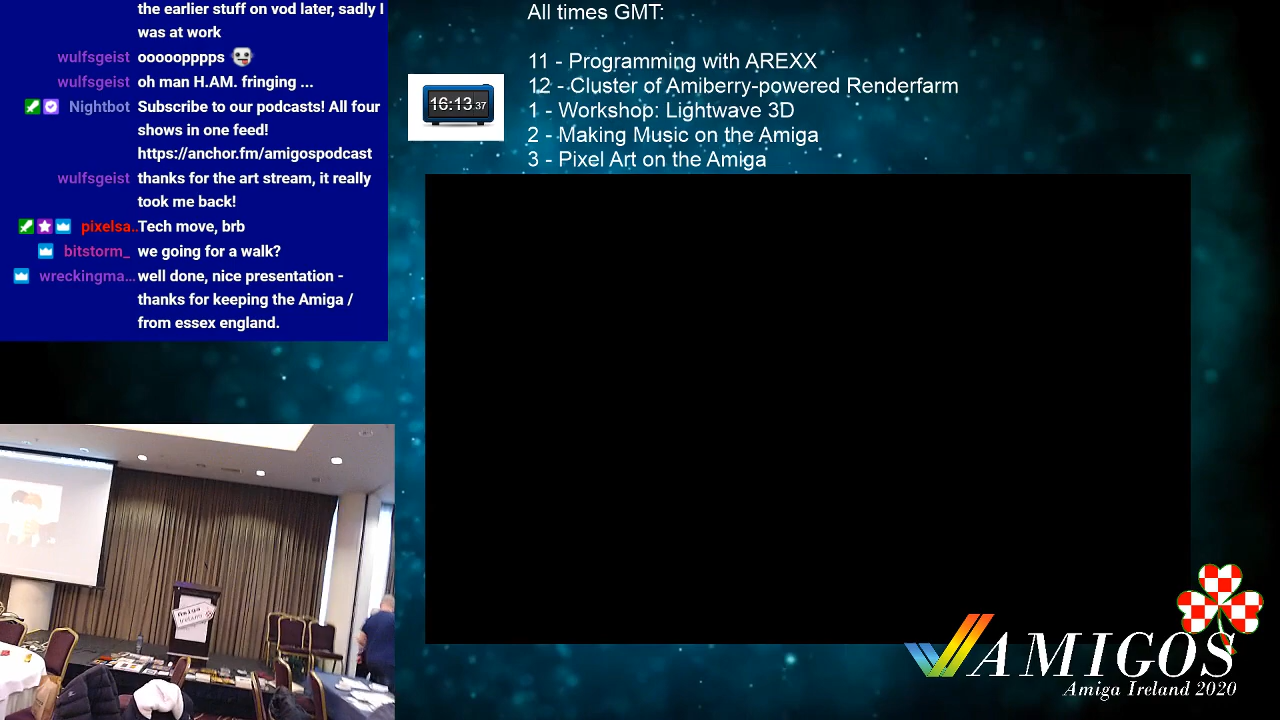 the earlier stuff on vod later, sadly I
was at work
wulfsgeist ooooopppps
wulfsgeist oh man H.AM. fringing ...
Nightbot Subscribe to our podcasts! All four
shows in one feed!
https://anchor.fm/amigospodcast
wulfsgeist thanks for the art stream, it really
took me back!
pixelsa.. Tech move, brb
bitstorm_ we going for a walk?
wreckingma... well done, nice presentation -
thanks for keeping the Amiga /
from essex england.
All times GMT:
11 - Programming with AREXX
12 - Cluster of Amiberry-powered Renderfarm
1 - Workshop: Lightwave 3D
2 - Making Music on the Amiga
3 - Pixel Art on the Amiga
16:13 37
Amiga
Ireland
AMIGOS
Amiga Ireland 2020